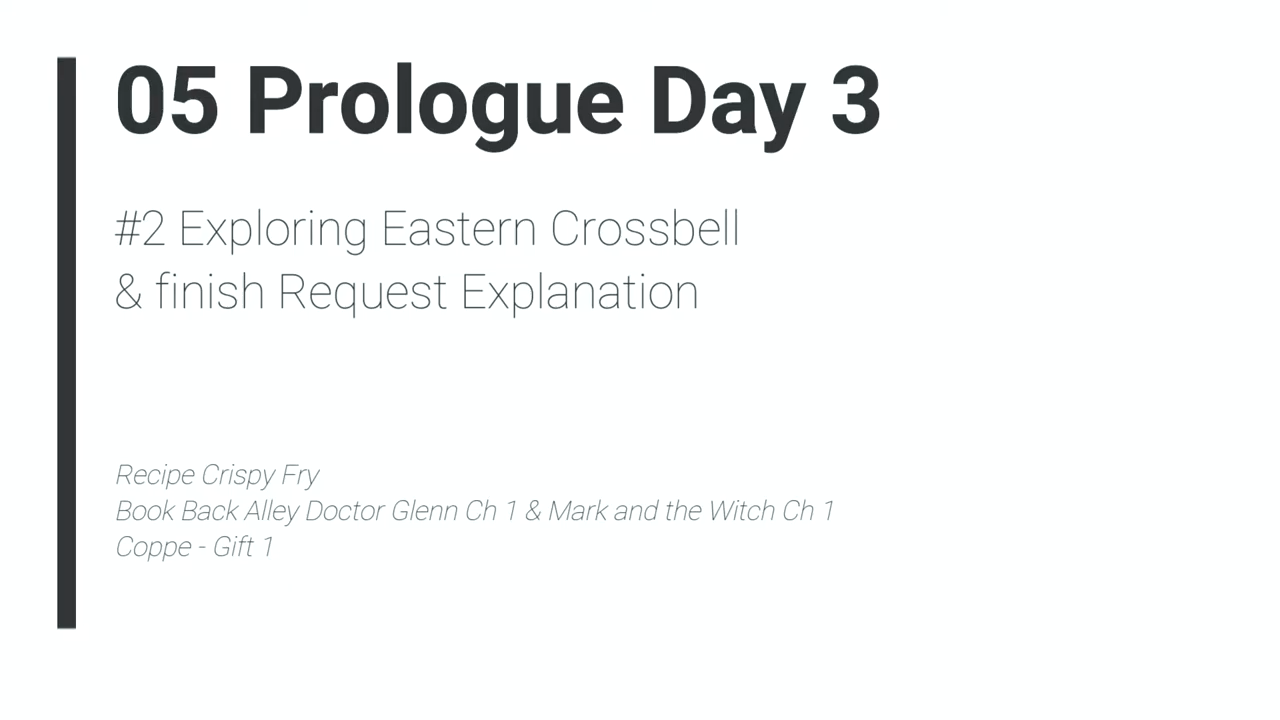 05 Prologue Day 3
#2 Exploring Eastern Crossbell
& finish Request Explanation
Recipe Crispy Fry
Book Back Alley Doctor Glenn Ch 1 & Mark and the Witch Ch 1
Coppe - Gift 1